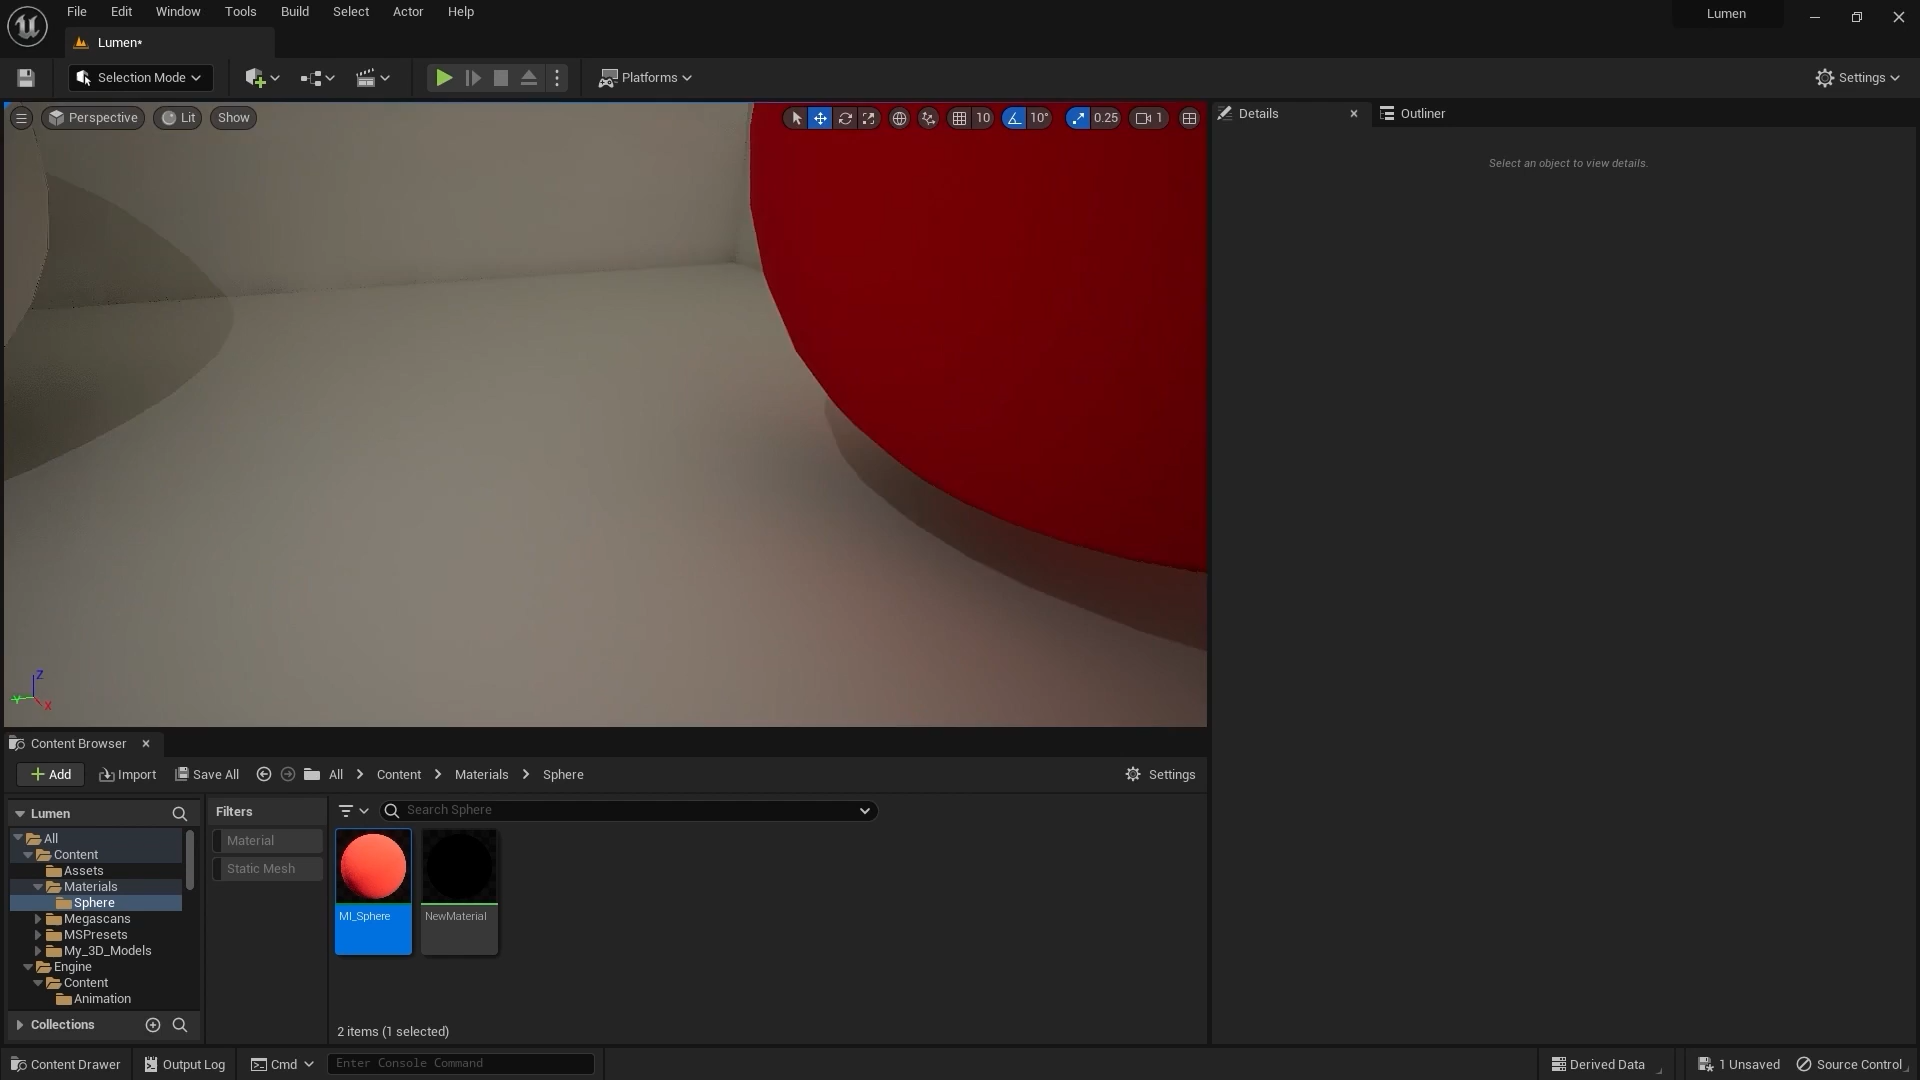 File Edit Window Tools Build Select Actor Help
Lumen
Lumen*
Selection Mode
Platforms
Settings
Perspective Lit Show
10 10° 0.25 1
Details
Outliner
Select an object to view details.
Z
Y
X
Content Browser
Add Import Save All All Content Materials Sphere
Settings
Lumen
Filters
Search Sphere
All
Material
Content
Assets
Static Mesh
Materials
Sphere
MI_Sphere
NewMaterial
Megascans
MSPresets
My_3D_Models
Engine
Content
Animation
Collections
2 items (1 selected)
Content Drawer Output Log Cmd Enter Console Command
Derived Data 1 Unsaved Source Control